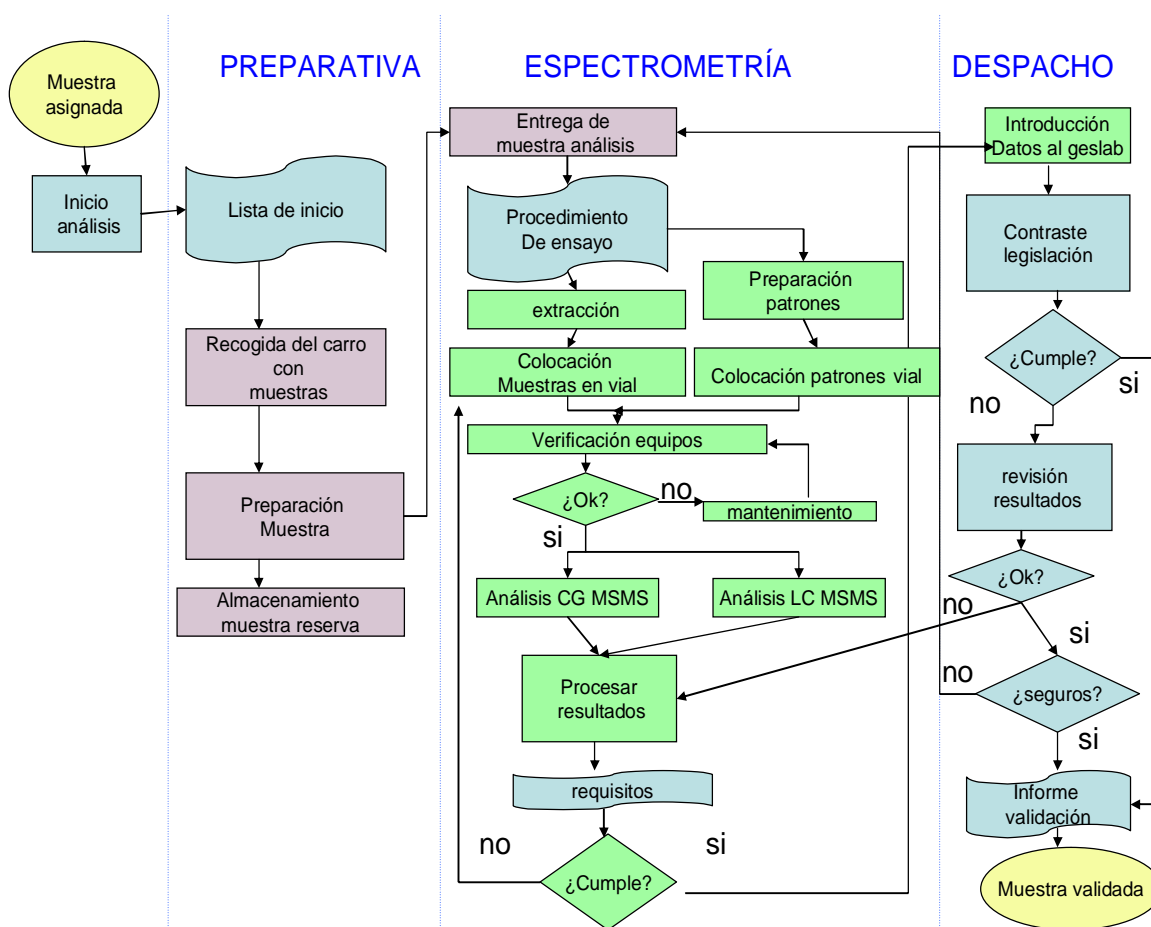 PREPARATIVA
ESPECTROMETRÍA
DESPACHO
Muestra
asignada
Inicio
análisis
Lista de inicio
Recogida del carro
con
muestras
Preparación
Muestra
Almacenamiento
muestra reserva
Entrega de
muestra análisis
Procedimiento
De ensayo
extracción
Preparación
patrones
Colocación
Muestras en vial
Colocación patrones vial
Verificación equipos
¿Ok?
no
mantenimiento
si
Análisis CG MSMS
Análisis LC MSMS
Procesar
resultados
requisitos
no
si
¿Cumple?
Introducción
Datos al geslab
Contraste
legislación
¿Cumple?
si
no
revisión
resultados
¿Ok?
no
si
no
¿seguros?
si
Informe
validación
Muestra validada